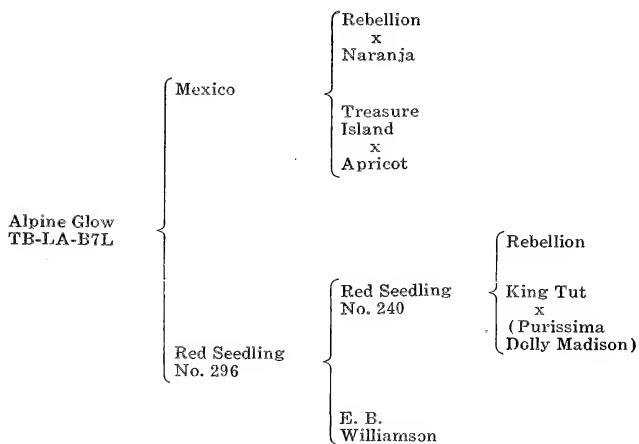 Rebellion
x
Naranja
Mexico
Treasure
Island
x
Apricot
Alpine Glow
TB-LA-B7L
Rebellion
Red Seedling
No. 240
King Tut
x
(Purissima
Dolly Madison)
Red Seedling
No. 296
E. B.
Williamson